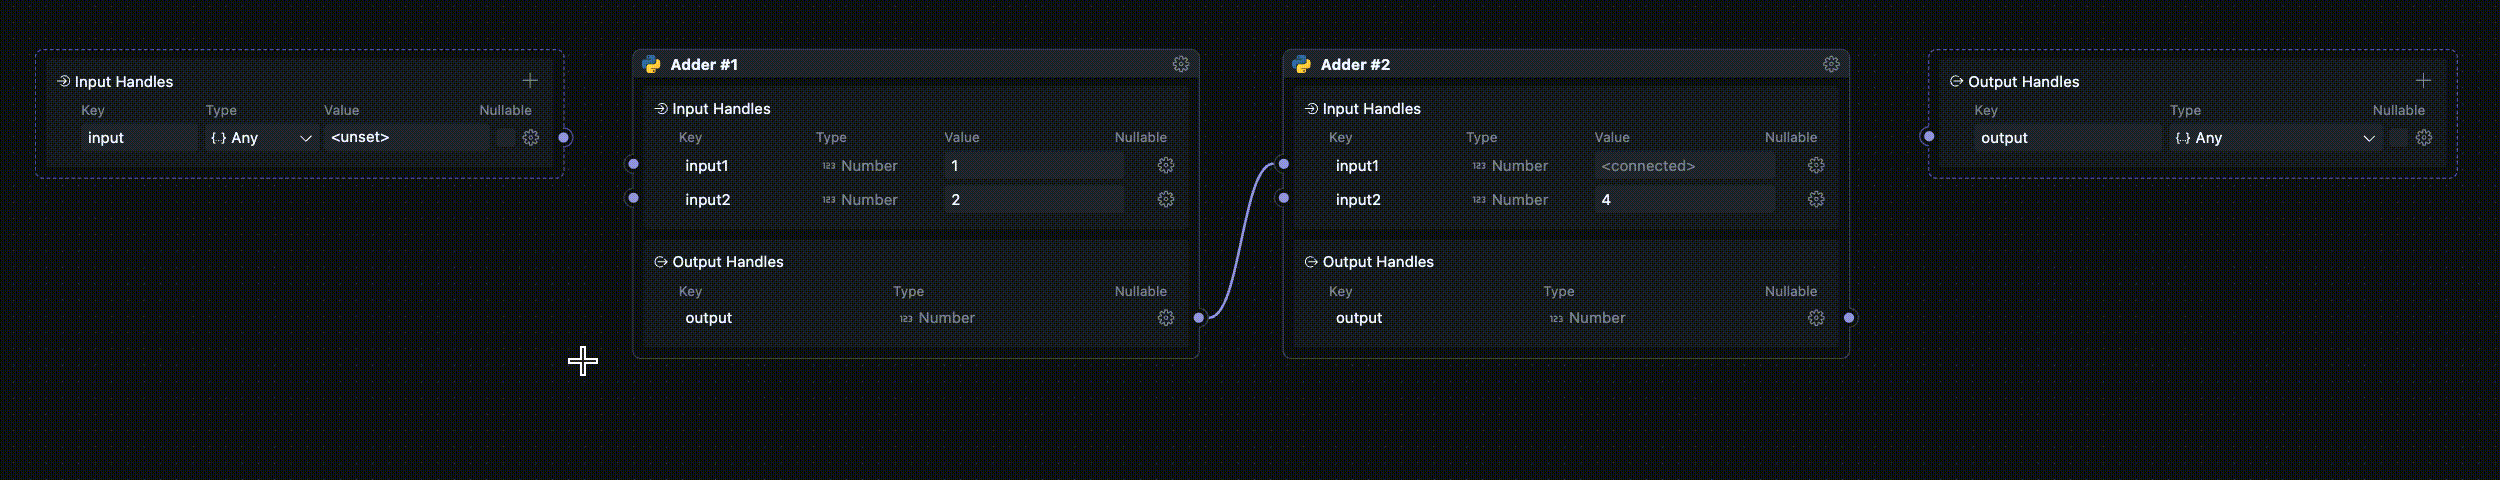 Input Handles
Key Type Value Nullable
input {..} Any <unset>
Adder #1
Input Handles
Key Type Value Nullable
input1 123 Number 1
input2 123 Number 2
Output Handles
Key Type Nullable
output 123 Number
Adder #2
Input Handles
Key Type Value Nullable
input1 123 Number <connected>
input2 123 Number 4
Output Handles
Key Type Nullable
output 123 Number
Output Handles
Key Type Nullable
output {..} Any